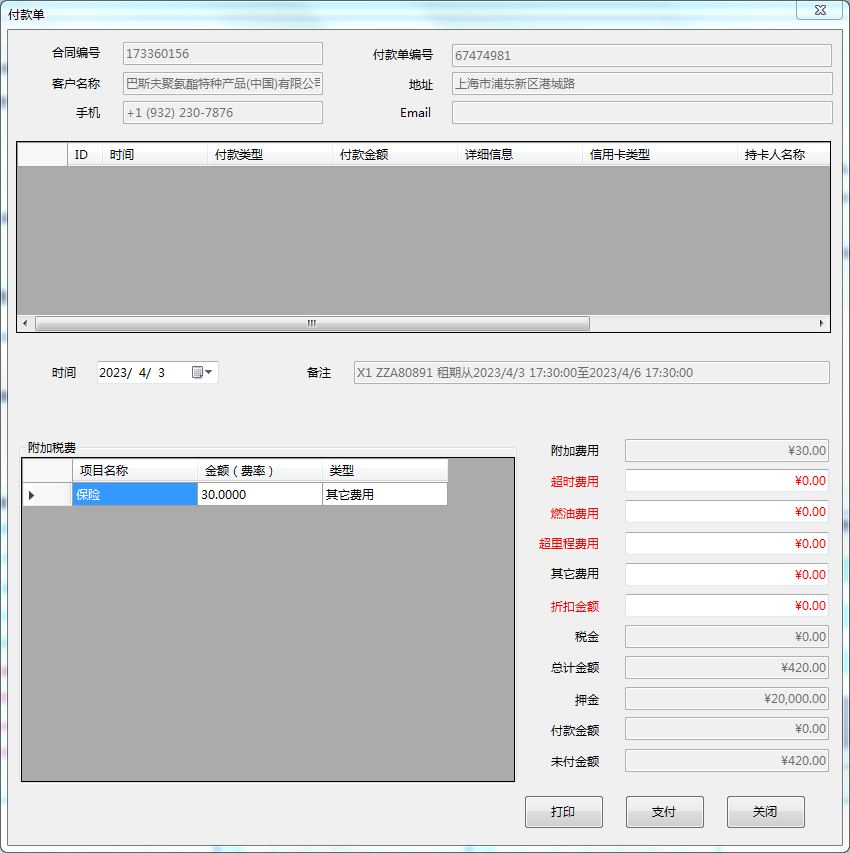 付款单
合同编号 173360156 付款单编号 67474981
客户名称 巴斯夫聚氨酯特种产品(中国)有限公司 地址 上海市浦东新区港城路
手机 +1 (932) 230-7876 Email
ID 时间 付款类型 付款金额 详细信息 信用卡类型 持卡人名称
时间 2023/ 4/ 3 备注 X1 ZZA80891 租期从2023/4/3 17:30:00至2023/4/6 17:30:00
附加税费
项目名称 金额（费率） 类型
保险 30.0000 其它费用
附加费用 ¥30.00
超时费用 ¥0.00
燃油费用 ¥0.00
超里程费用 ¥0.00
其它费用 ¥0.00
折扣金额 ¥0.00
税金 ¥0.00
总计金额 ¥420.00
押金 ¥20,000.00
付款金额 ¥0.00
未付金额 ¥420.00
打印 支付 关闭